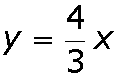 y = 4/3 x